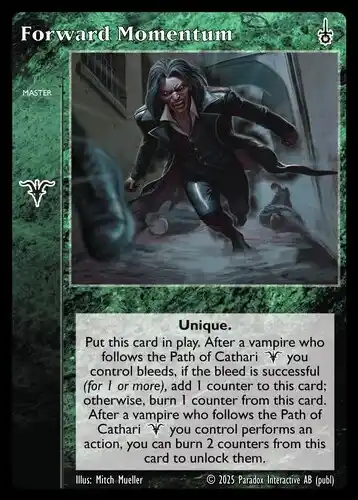 Forward Momentum
MASTER
Unique.
Put this card in play. After a vampire who
follows the Path of Cathari you
control bleeds, if the bleed is successful
(for 1 or more), add 1 counter to this card;
otherwise, burn 1 counter from this card.
After a vampire who follows the Path of
Cathari you control performs an
action, you can burn 2 counters from this
card to unlock them.
Illus: Mitch Mueller © 2025 Paradox Interactive AB (publ)